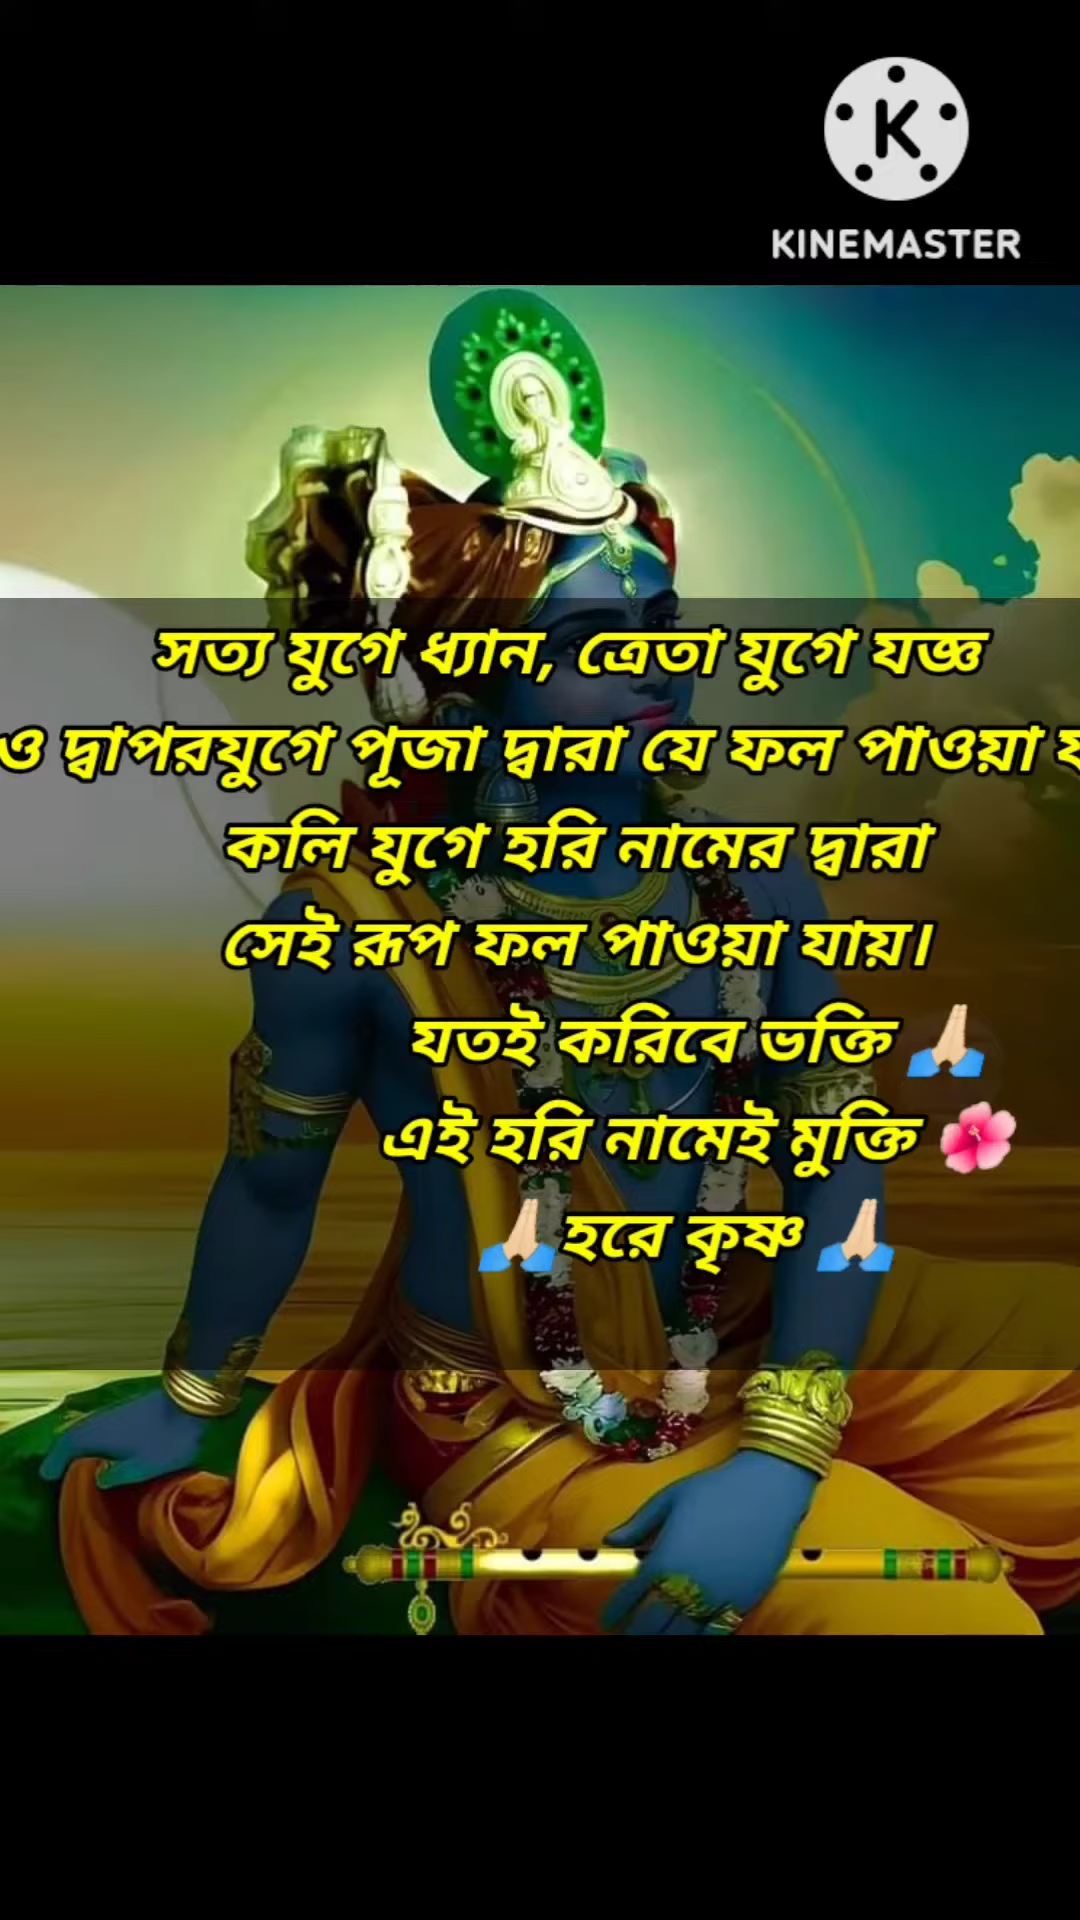 KINEMASTER
সত্য যুগে ধ্যান, ত্রেতা যুগে যজ্ঞ
ও দ্বাপরযুগে পূজা দ্বারা যে ফল পাওয়া
কলি যুগে হরি নামের দ্বারা
সেই রূপ ফল পাওয়া যায়।
যতই করিবে ভক্তি 🙏🏻
এই হরি নামেই মুক্তি 🌺
🙏🏻হরে কৃষ্ণ 🙏🏻